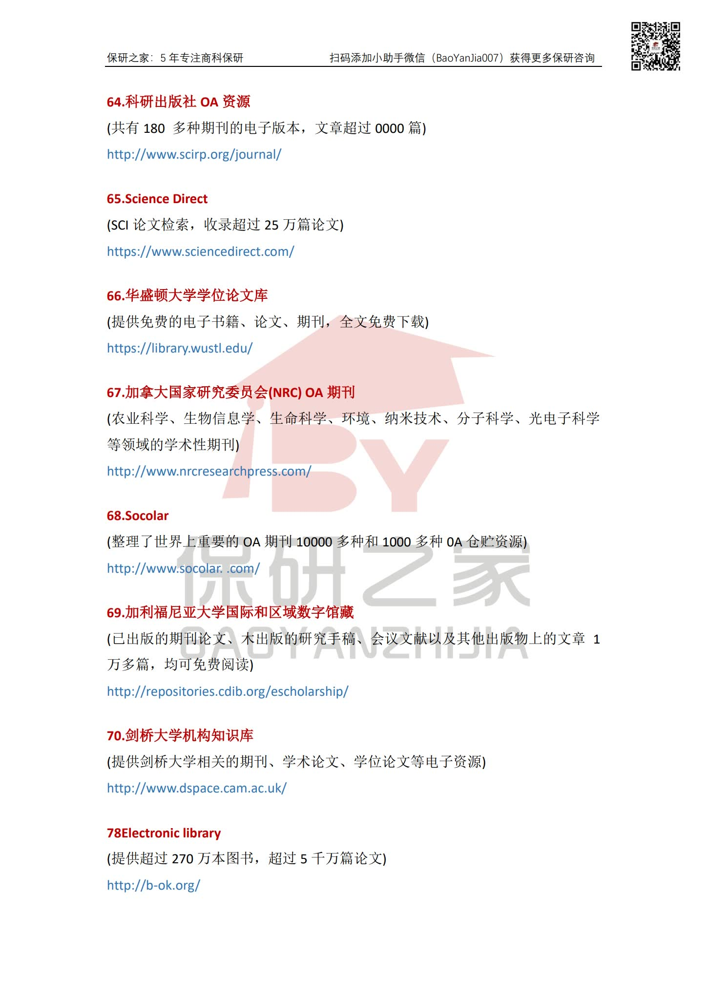 保研之家：5 年专注商科保研 扫码添加小助手微信（BaoYanJia007）获得更多保研咨询
64.科研出版社 OA 资源
(共有 180 多种期刊的电子版本，文章超过 0000 篇)
http://www.scirp.org/journal/
65.Science Direct
(SCI 论文检索，收录超过 25 万篇论文)
https://www.sciencedirect.com/
66.华盛顿大学学位论文库
(提供免费的电子书籍、论文、期刊，全文免费下载)
https://library.wustl.edu/
67.加拿大国家研究委员会(NRC) OA 期刊
(农业科学、生物信息学、生命科学、环境、纳米技术、分子科学、光电子科学
等领域的学术性期刊)
http://www.nrcresearchpress.com/
68.Socolar
(整理了世界上重要的 OA 期刊 10000 多种和 1000 多种 0A 仓贮资源)
http://www.socolar. .com/
69.加利福尼亚大学国际和区域数字馆藏
(已出版的期刊论文、木出版的研究手稿、会议文献以及其他出版物上的文章 1
万多篇，均可免费阅读)
http://repositories.cdib.org/escholarship/
70.剑桥大学机构知识库
(提供剑桥大学相关的期刊、学术论文、学位论文等电子资源)
http://www.dspace.cam.ac.uk/
78Electronic library
(提供超过 270 万本图书，超过 5 千万篇论文)
http://b-ok.org/
BY
保研之家
BAOYANZHIJIA